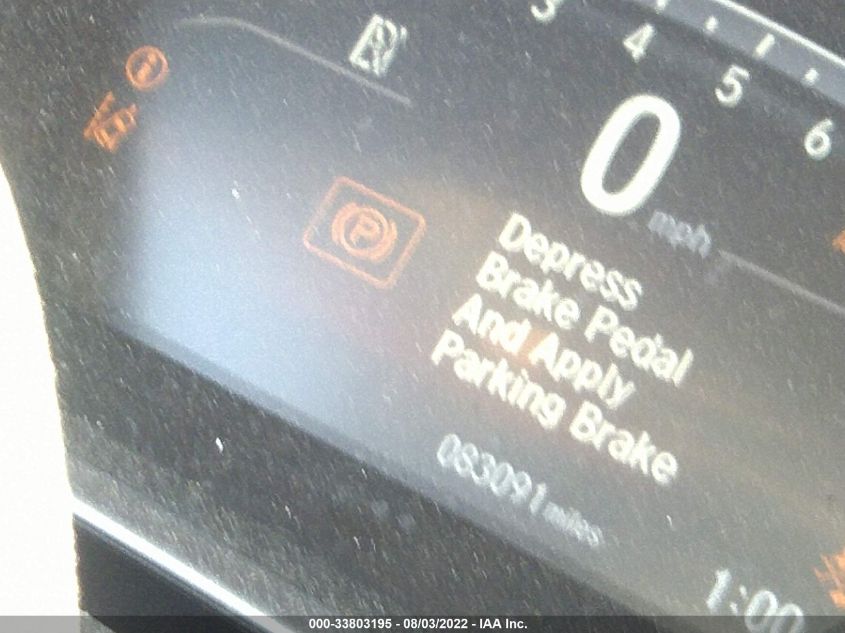 3
4
5
6
0
mph
Depress
Brake Pedal
And Apply
Parking Brake
P
083091 miles
1:00
000-33803195 - 08/03/2022 - IAA Inc.